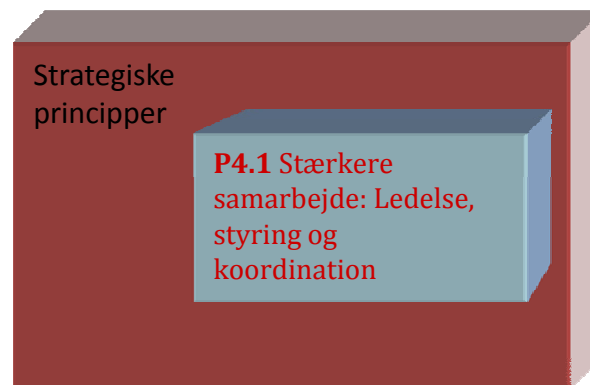 Strategiske
principper
P4.1 Stærkere
samarbejde: Ledelse,
styring og
koordination